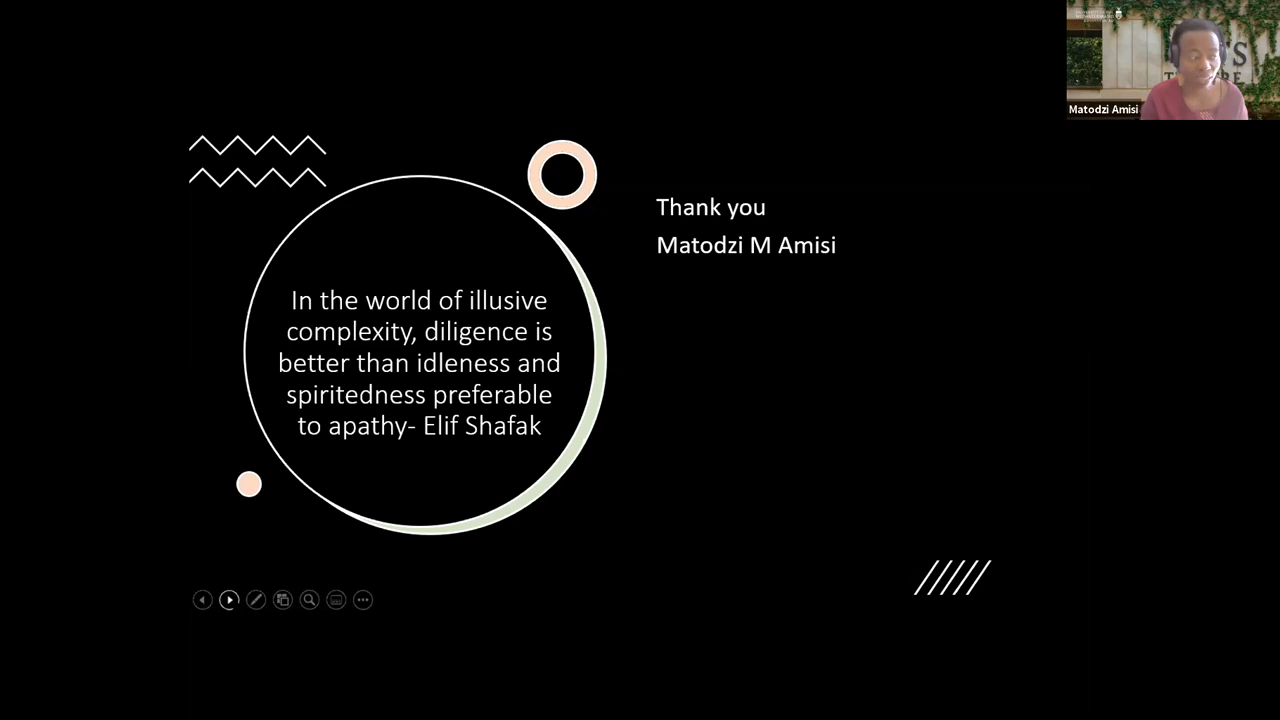 Thank you
Matodzi M Amisi
In the world of illusive
complexity, diligence is
better than idleness and
spiritedness preferable
to apathy- Elif Shafak
Matodzi Amisi